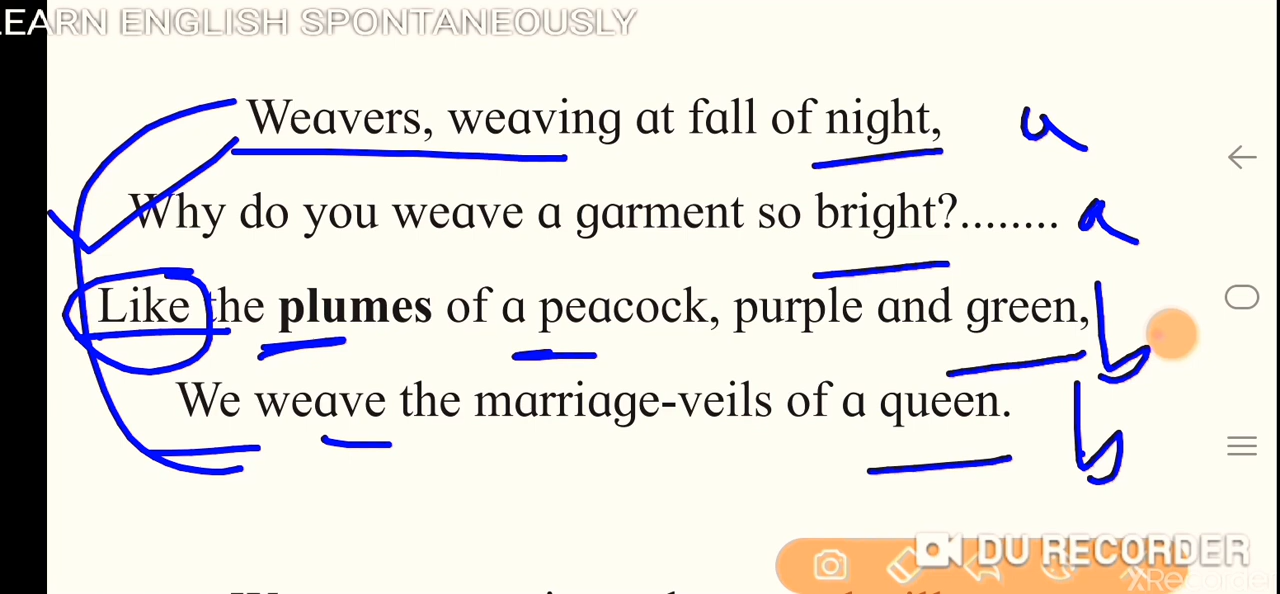 EARN ENGLISH SPONTANEOUSLY
Weavers, weaving at fall of night, a
Why do you weave a garment so bright?........ a
Like the plumes of a peacock, purple and green, b
We weave the marriage-veils of a queen. b
DU RECORDER
XRecorder